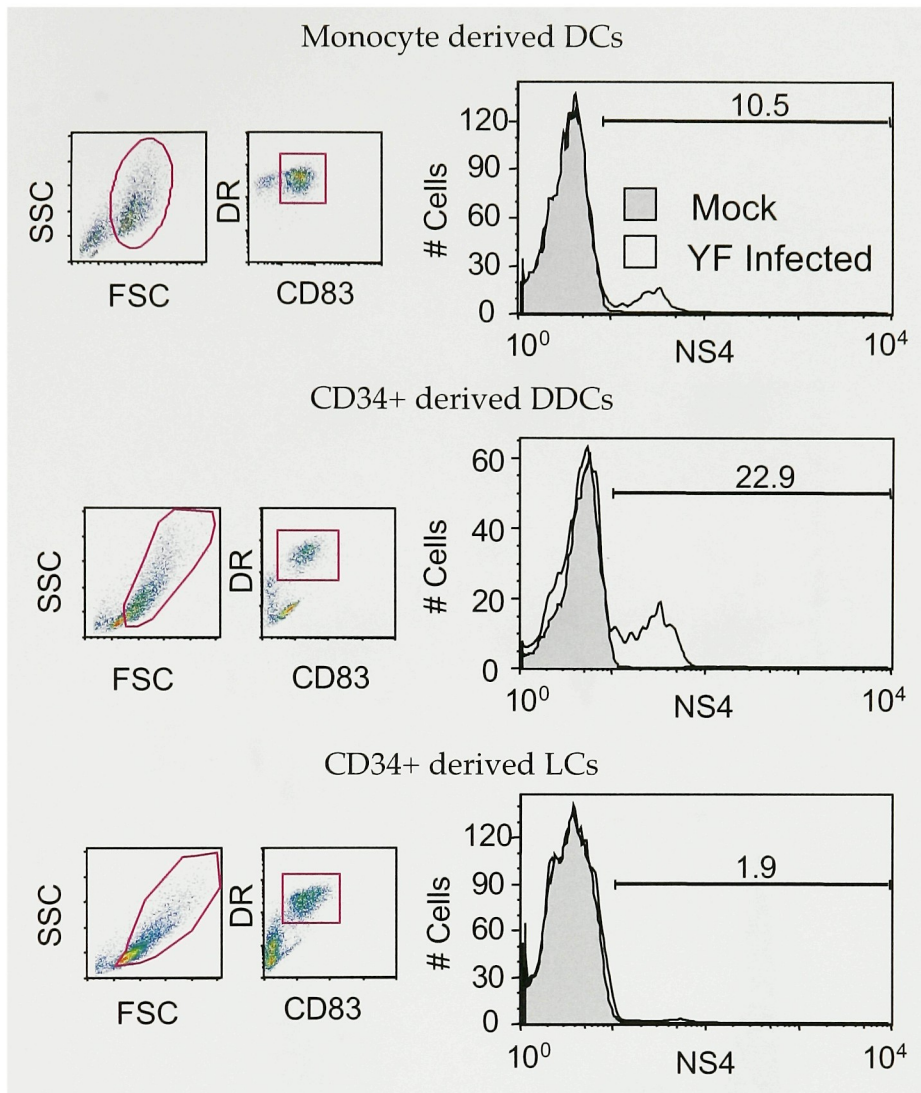 Monocyte derived DCs
SSC
FSC
DR
CD83
# Cells
120
90
60
30
0
10.5
Mock
YF Infected
10⁰
NS4
10⁴
CD34+ derived DDCs
SSC
FSC
DR
CD83
# Cells
60
40
20
0
22.9
10⁰
NS4
10⁴
CD34+ derived LCs
SSC
FSC
DR
CD83
# Cells
120
90
60
30
0
1.9
10⁰
NS4
10⁴